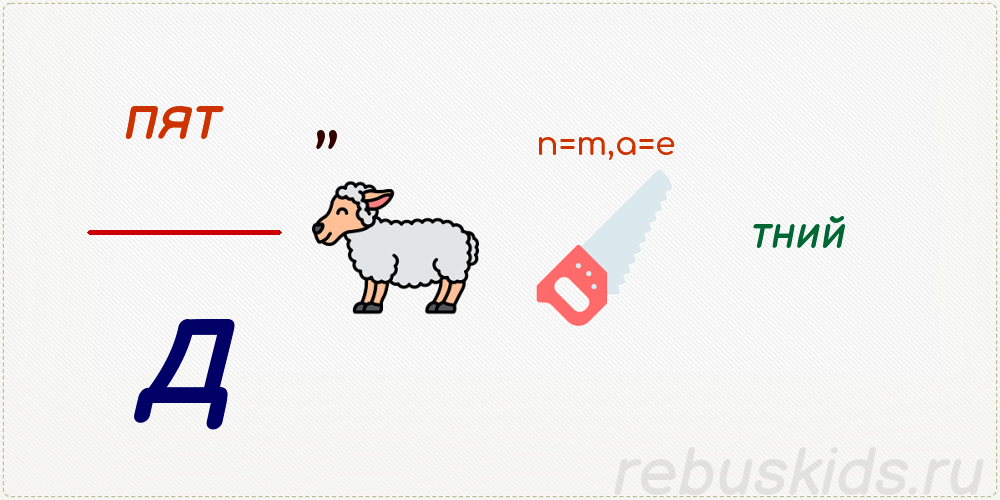 ПЯТ
”
n=m,a=e
ТНИЙ
Д
rebuskids.ru